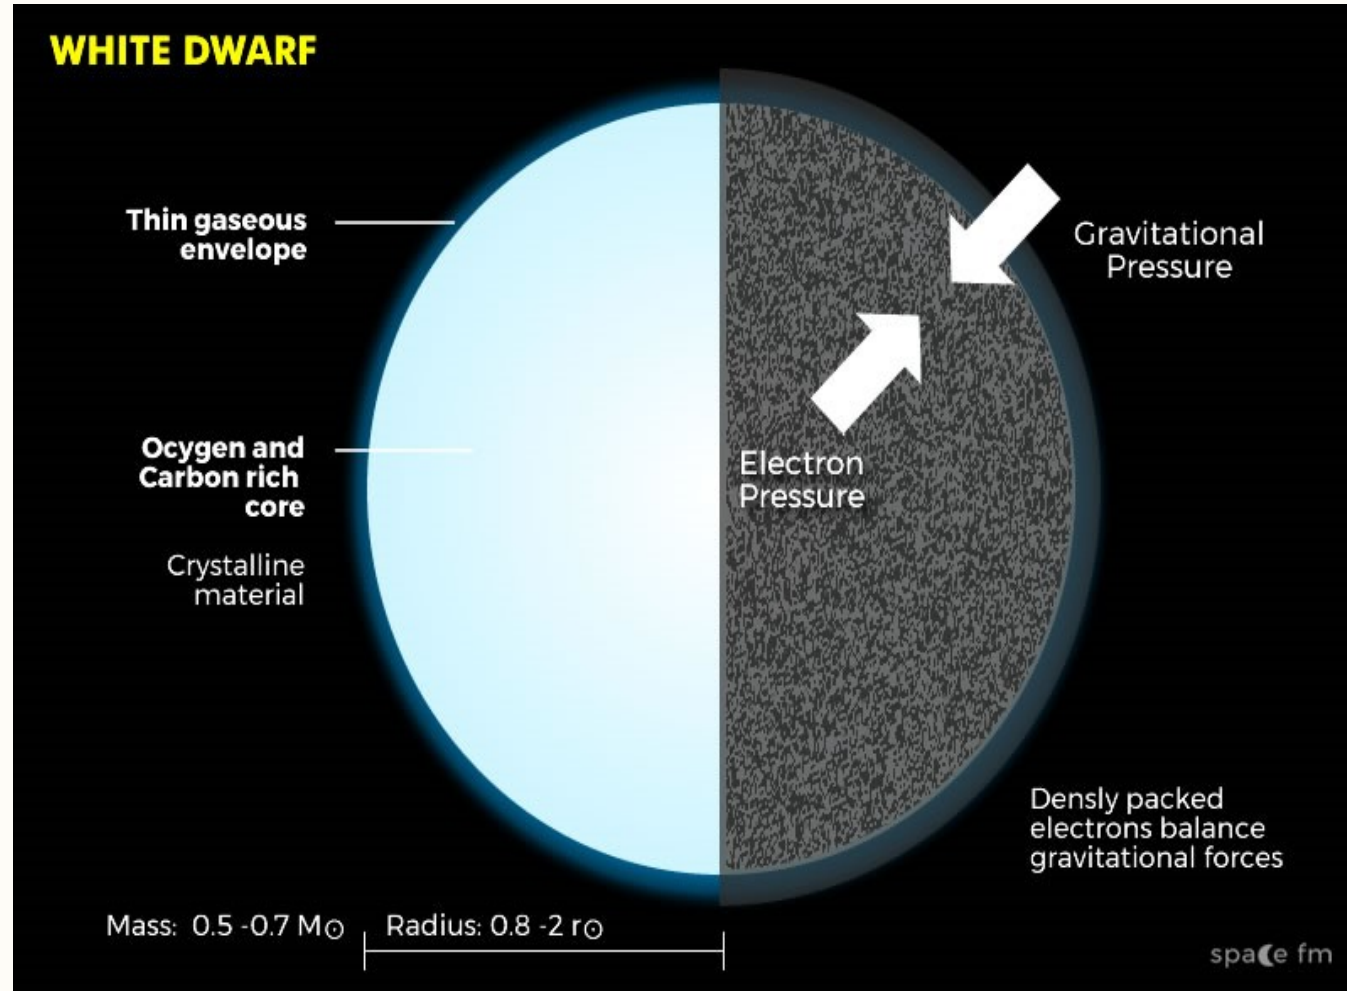 WHITE DWARF
Thin gaseous
envelope
Ocygen and
Carbon rich
core
Crystalline
material
Gravitational
Pressure
Electron
Pressure
Densly packed
electrons balance
gravitational forces
Mass: 0.5 -0.7 M⊙
Radius: 0.8 -2 r⊙
space fm